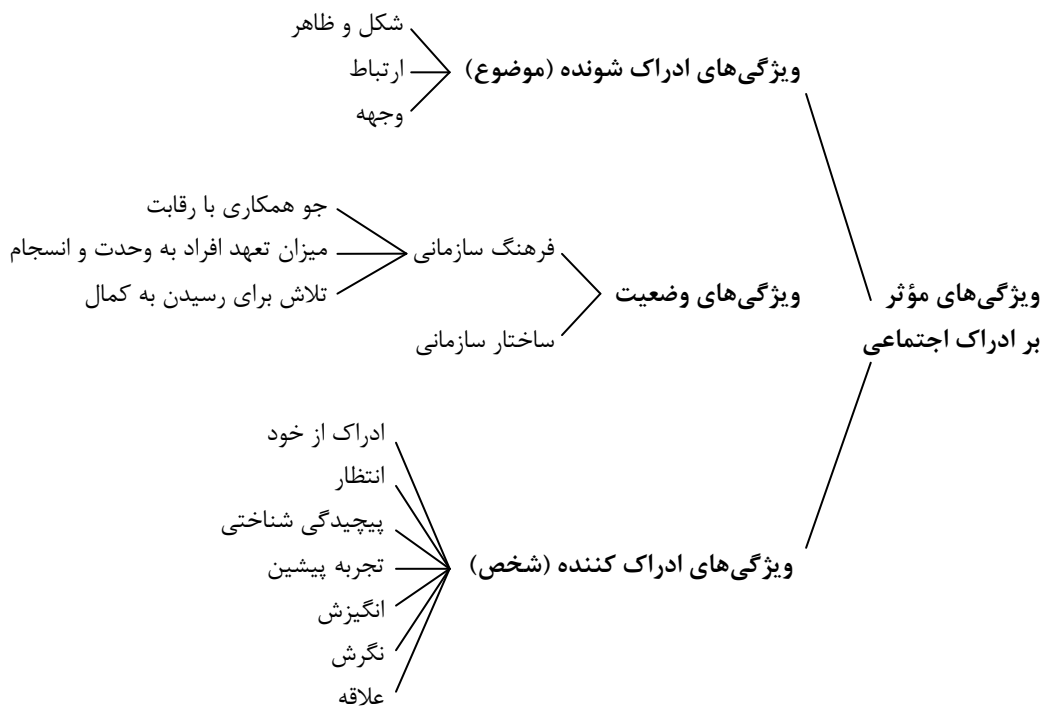 ویژگی‌های مؤثر
بر ادراک اجتماعی
ویژگی‌های ادراک شونده (موضوع)
شکل و ظاهر
ارتباط
وجهه
ویژگی‌های وضعیت
فرهنگ سازمانی
جو همکاری با رقابت
میزان تعهد افراد به وحدت و انسجام
تلاش برای رسیدن به کمال
ساختار سازمانی
ویژگی‌های ادراک کننده (شخص)
ادراک از خود
انتظار
پیچیدگی شناختی
تجربه پیشین
انگیزش
نگرش
علاقه